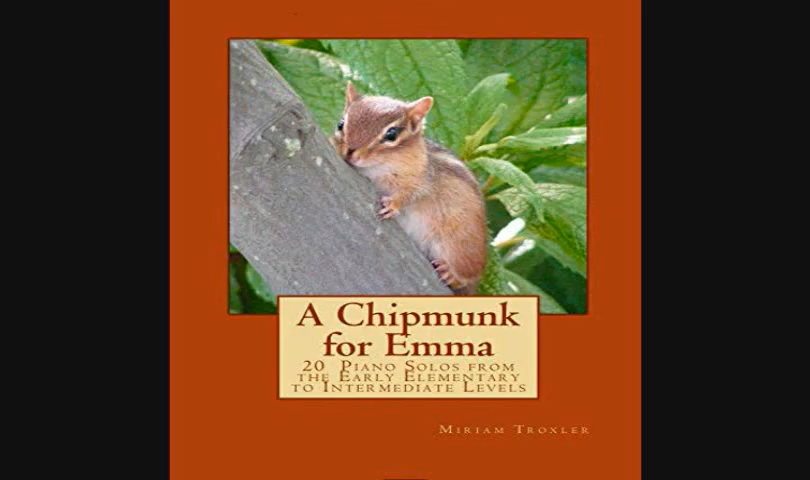 A Chipmunk
for Emma
20 Piano Solos from
the Early Elementary
to Intermediate Levels
Miriam Troxler